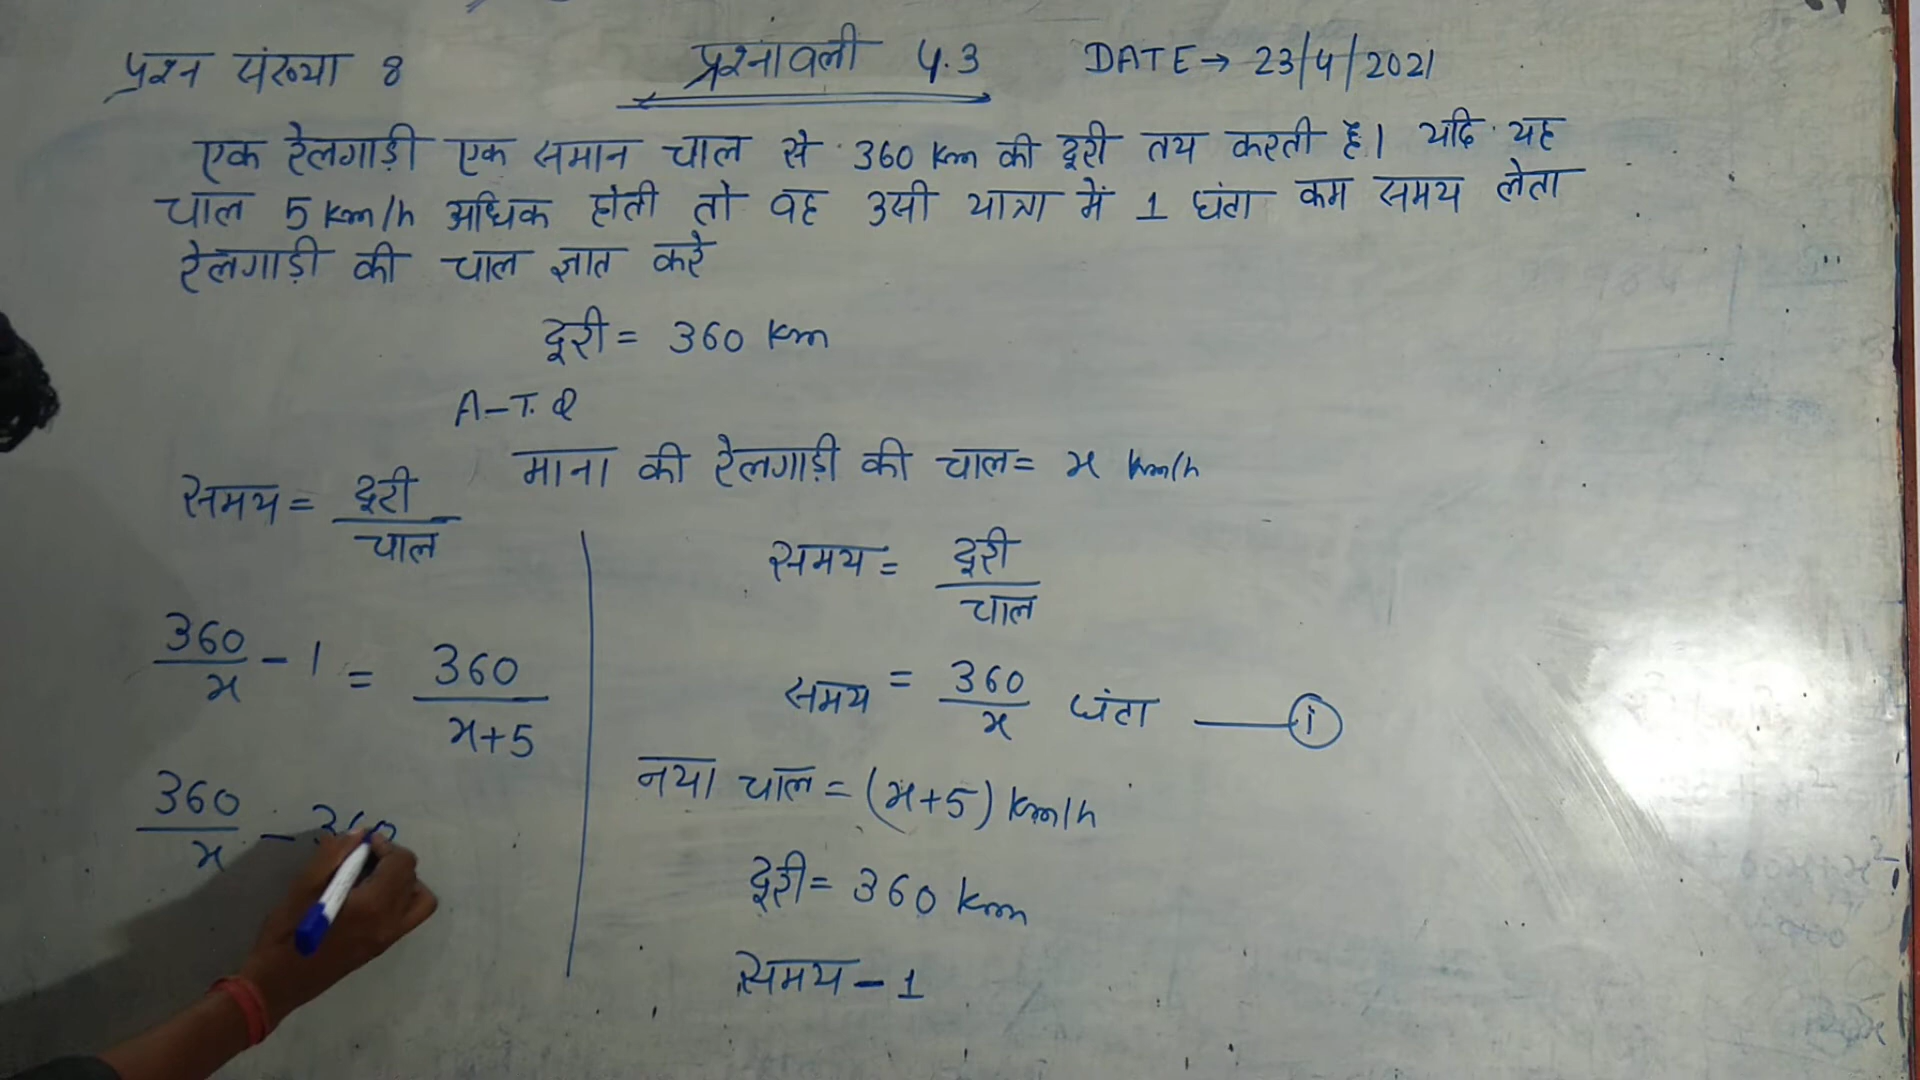 प्रश्न संख्या 8
प्रश्नावली 4.3
DATE → 23/4/2021
एक रेलगाड़ी एक समान चाल से 360 Km की दूरी तय करती है। यदि यह
चाल 5 Km/h अधिक होती तो वह उसी यात्रा में 1 घंटा कम समय लेता
रेलगाड़ी की चाल ज्ञात करे
दूरी = 360 Km
A-T.Q
माना की रेलगाड़ी की चाल = x km/h
समय = दूरी / चाल
360/x - 1 = 360/x+5
360/x - 360
समय = दूरी / चाल
समय = 360/x घंटा —— i
नया चाल = (x+5) Km/h
दूरी = 360 Km
समय - 1